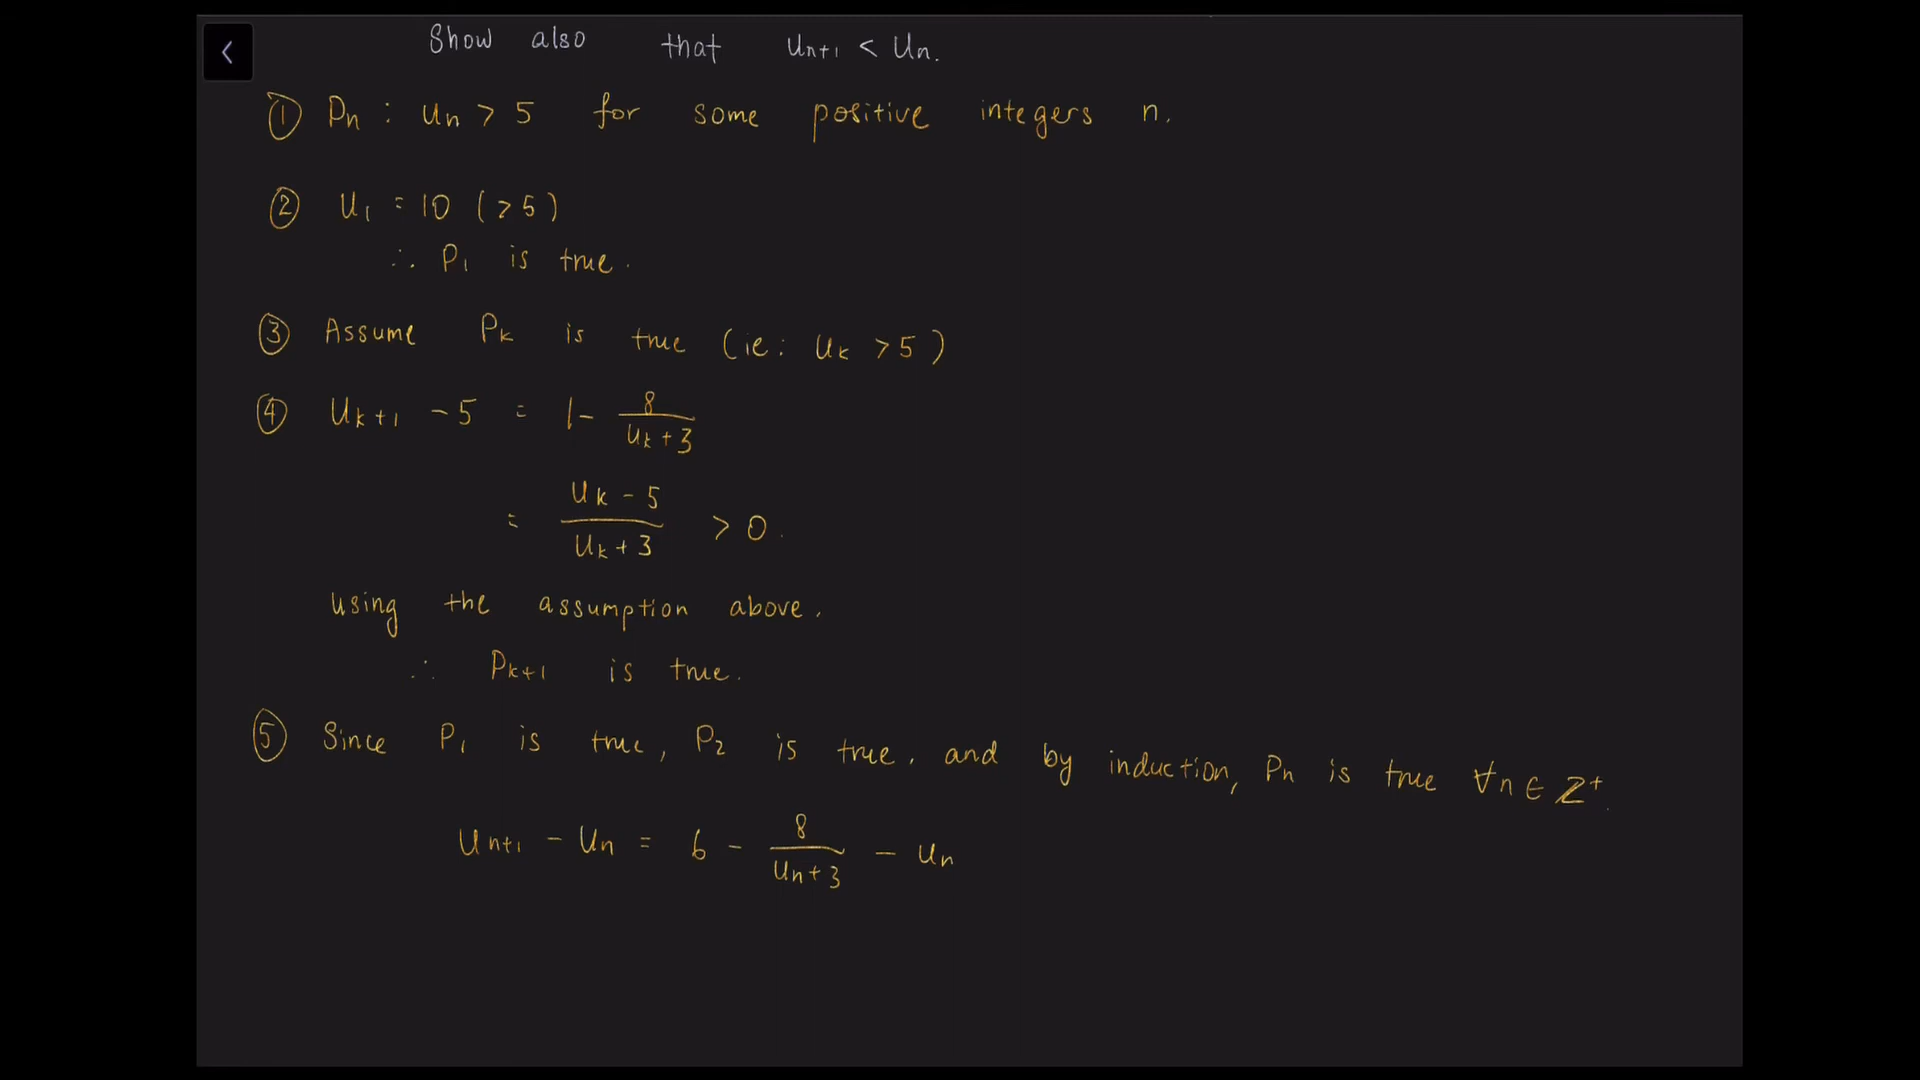 Show also that uₙ₊₁ < uₙ.
① Pₙ : uₙ > 5 for some positive integers n.
② u₁ = 10 (> 5)
∴ P₁ is true.
③ Assume Pₖ is true (ie: uₖ > 5)
④ uₖ₊₁ - 5 = 1 - 8/(uₖ + 3)
= (uₖ - 5)/(uₖ + 3) > 0.
using the assumption above.
∴ Pₖ₊₁ is true.
⑤ Since P₁ is true, P₂ is true. and by induction, Pₙ is true ∀n ∈ ℤ⁺.
uₙ₊₁ - uₙ = 6 - 8/(uₙ + 3) - uₙ